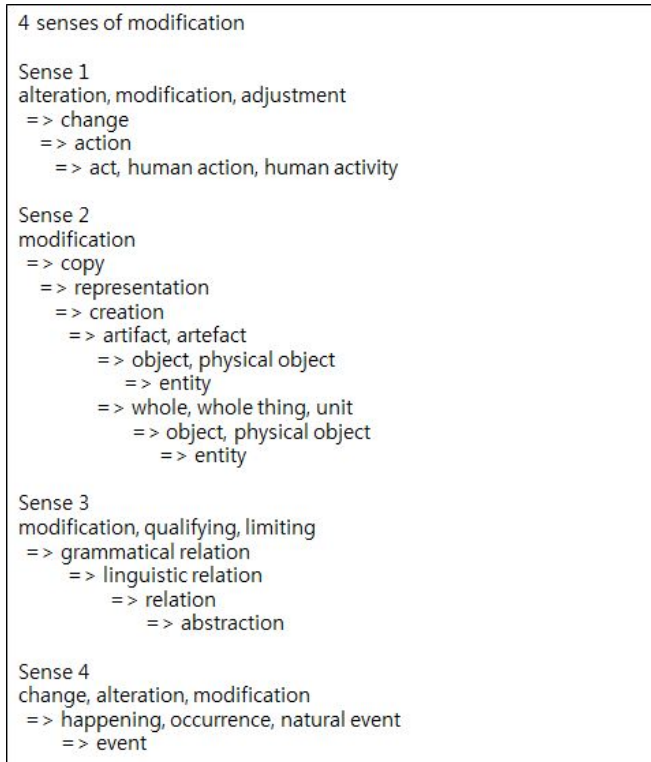 4 senses of modification
Sense 1
alteration, modification, adjustment
=> change
=> action
=> act, human action, human activity
Sense 2
modification
=> copy
=> representation
=> creation
=> artifact, artefact
=> object, physical object
=> entity
=> whole, whole thing, unit
=> object, physical object
=> entity
Sense 3
modification, qualifying, limiting
=> grammatical relation
=> linguistic relation
=> relation
=> abstraction
Sense 4
change, alteration, modification
=> happening, occurrence, natural event
=> event